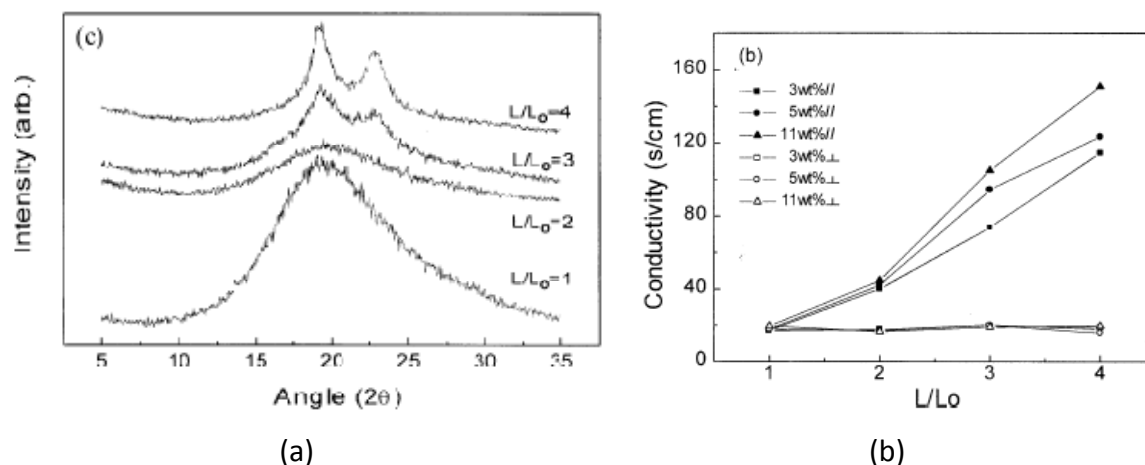 (c)
L/Lo=4
L/Lo=3
L/Lo=2
L/Lo=1
Intensity (arb.)
5 10 15 20 25 30 35
Angle (2θ)
(a)
(b)
3wt%//
5wt%//
11wt%//
3wt%⊥
5wt%⊥
11wt%⊥
160
120
80
40
0
Conductivity (s/cm)
1 2 3 4
L/Lo
(b)